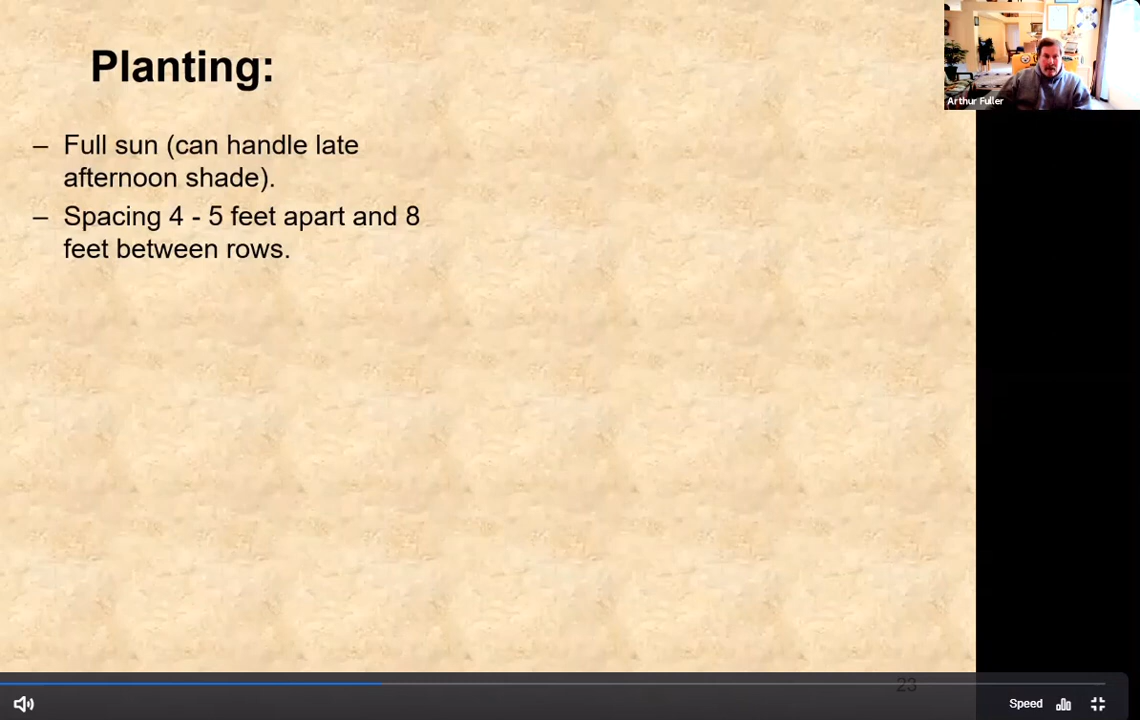 Planting:
– Full sun (can handle late
afternoon shade).
– Spacing 4 - 5 feet apart and 8
feet between rows.
Arthur Fuller
23
Speed